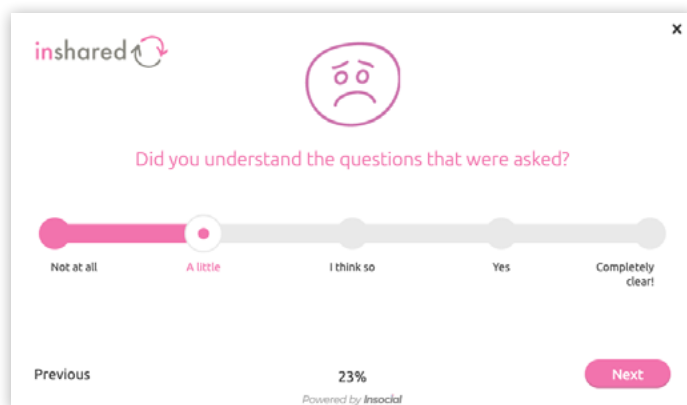 x
inshared
Did you understand the questions that were asked?
Not at all
A little
I think so
Yes
Completely
clear!
Previous
23%
Next
Powered by Insocial